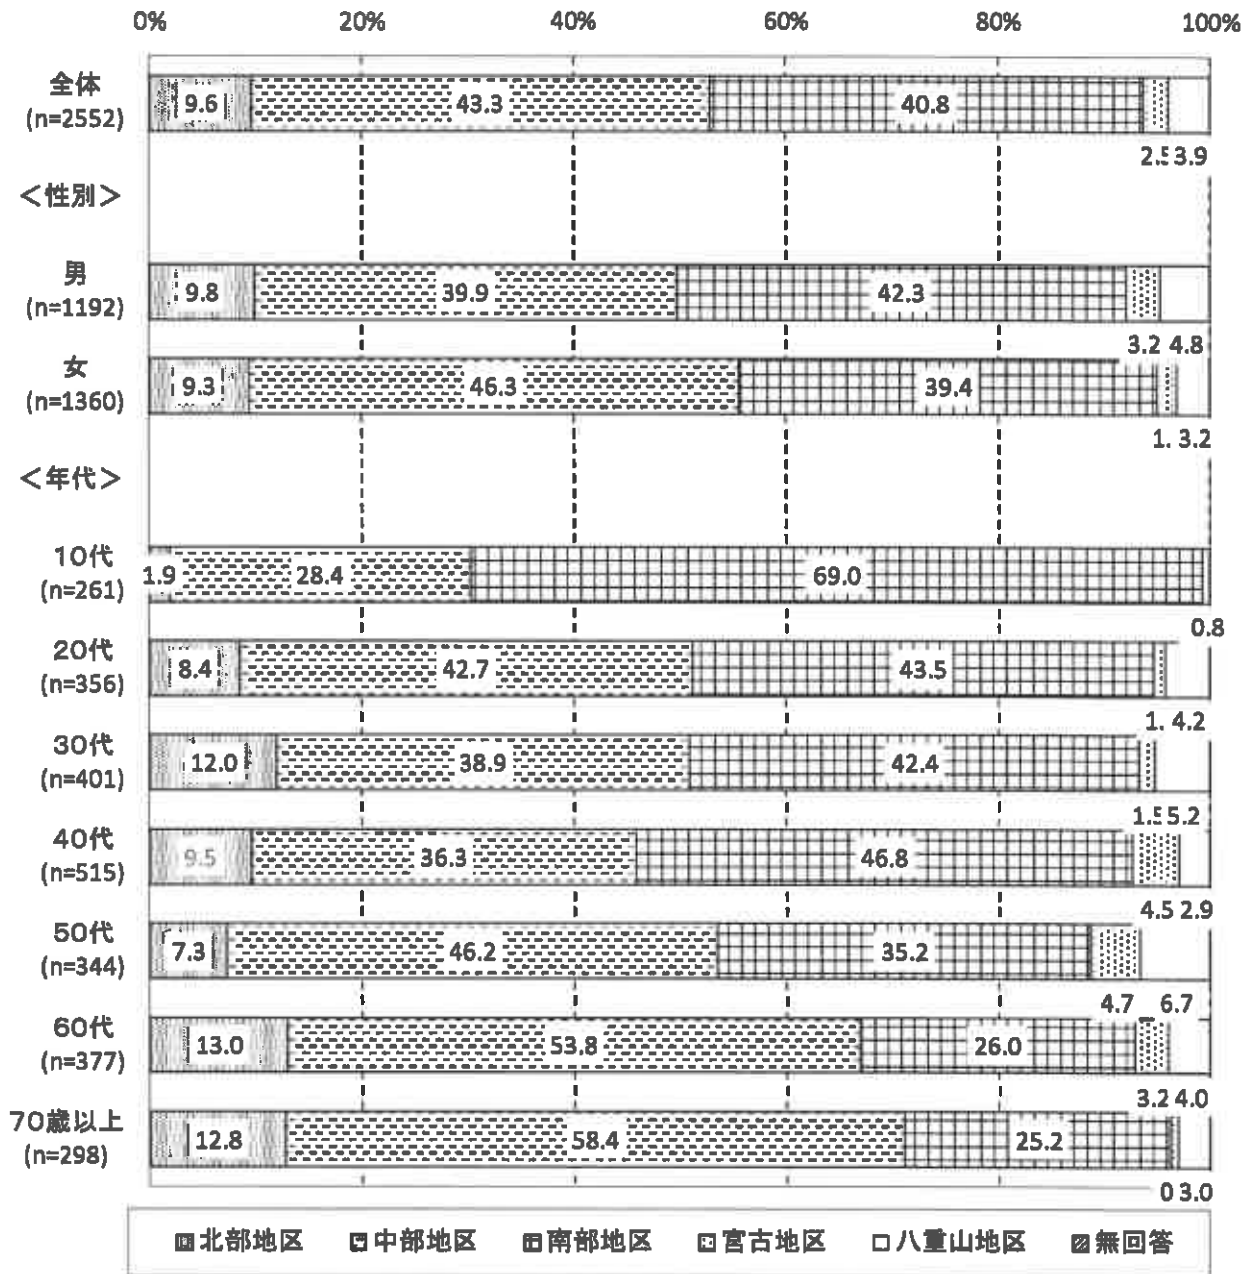 0% 20% 40% 60% 80% 100%
全体 9.6 43.3 40.8
(n=2552)
2.5 3.9
＜性別＞
男 9.8 39.9 42.3
(n=1192)
3.2 4.8
女 9.3 46.3 39.4
(n=1360)
1. 3.2
＜年代＞
10代 1.9 28.4 69.0
(n=261)
0.8
20代 8.4 42.7 43.5
(n=356)
1. 4.2
30代 12.0 38.9 42.4
(n=401)
1.5 5.2
40代 9.5 36.3 46.8
(n=515)
4.5 2.9
50代 7.3 46.2 35.2
(n=344)
4.7 6.7
60代 13.0 53.8 26.0
(n=377)
3.2 4.0
70歳以上 12.8 58.4 25.2
(n=298)
0 3.0
北部地区 中部地区 南部地区 宮古地区 八重山地区 無回答